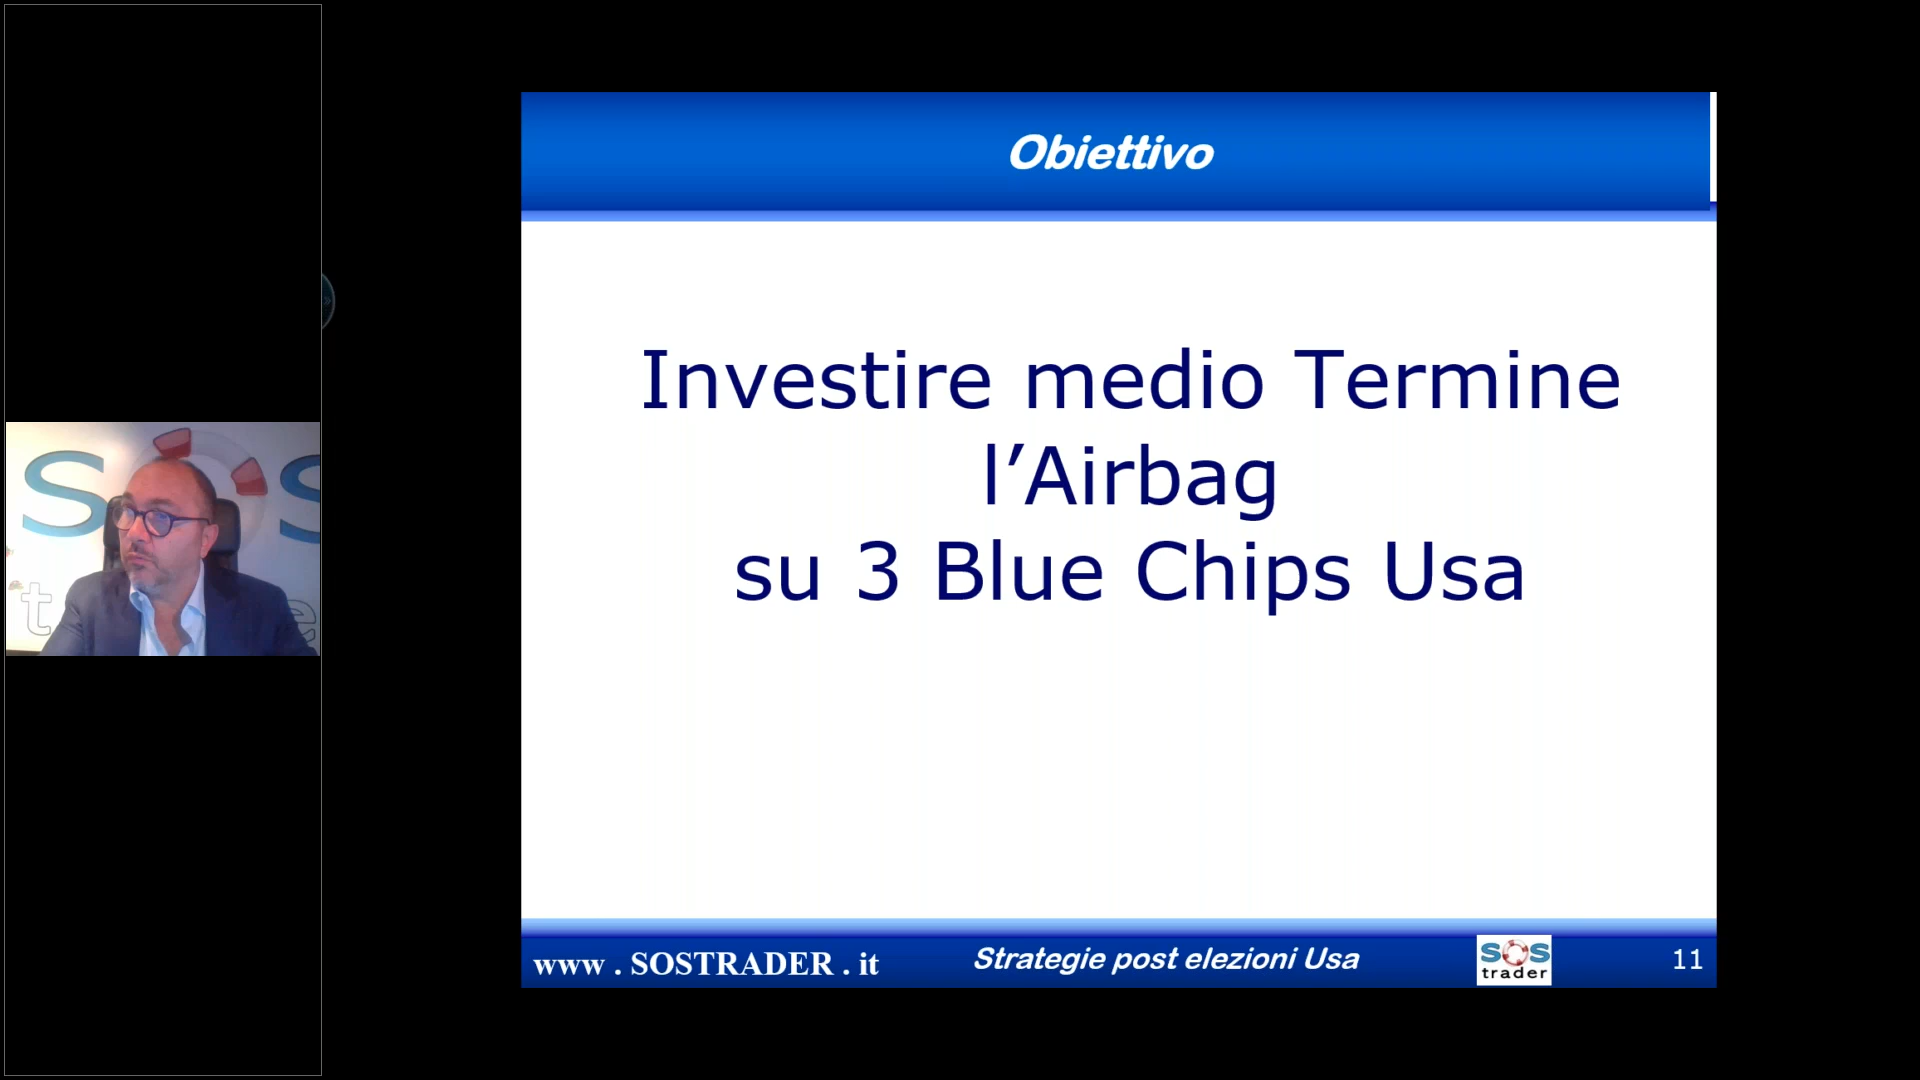 Obiettivo
Investire medio Termine
l’Airbag
su 3 Blue Chips Usa
www . SOSTRADER . it
Strategie post elezioni Usa
SOS
trader
11
SOS
t
e